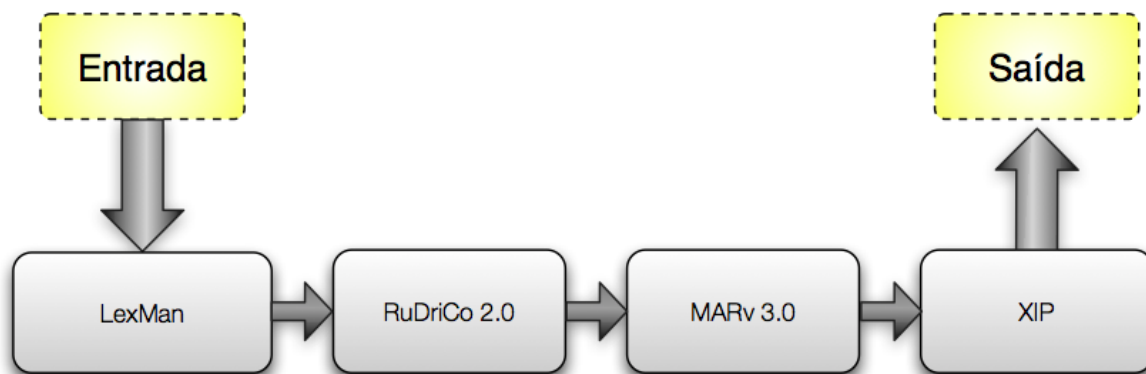 Entrada
Saída
LexMan
RuDriCo 2.0
MARv 3.0
XIP